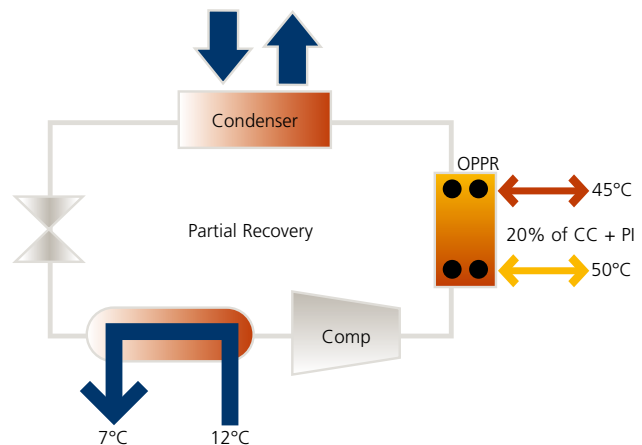 Condenser
OPPR
45°C
Partial Recovery
20% of CC + PI
50°C
Comp
7°C
12°C